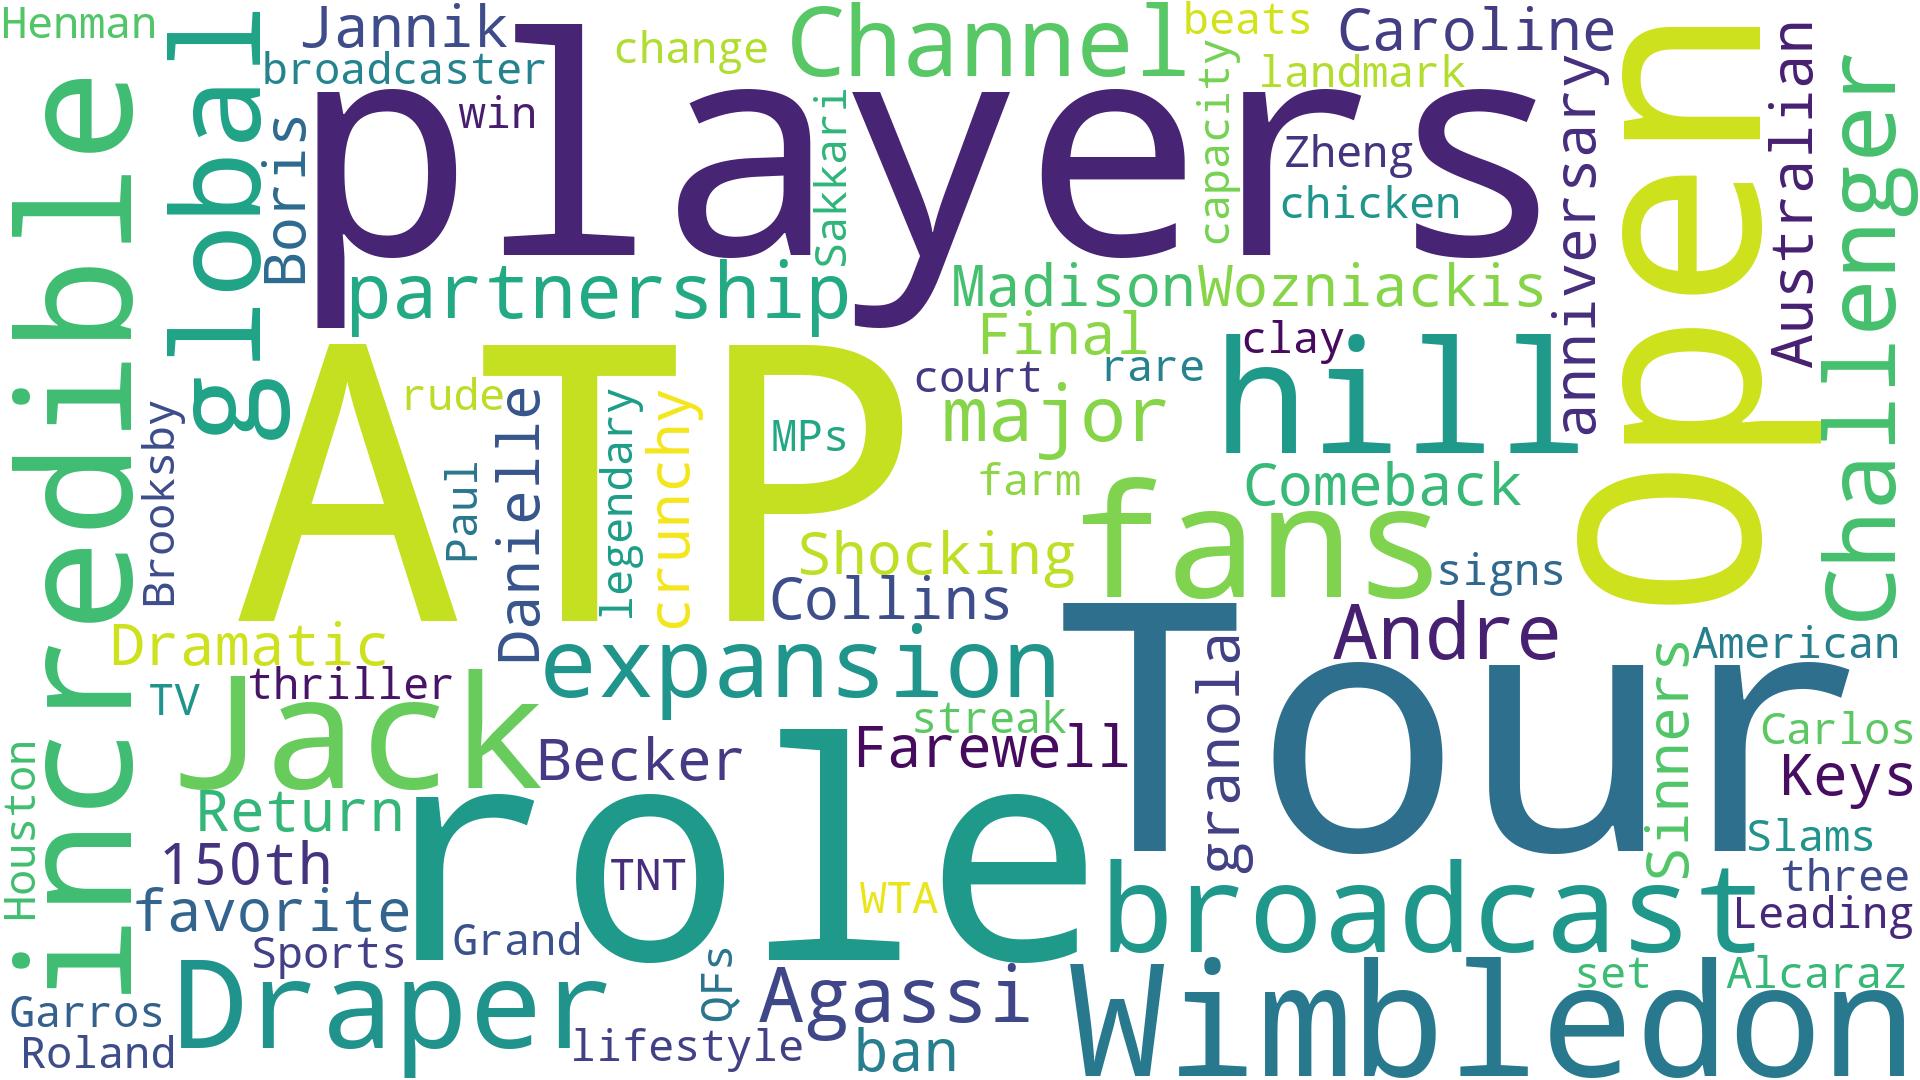 Henman
Jannik
change
Channel
beats
Caroline
broadcaster
landmark
global
win
players
Open
Australian
Challenger
incredible
Boris
Sakkari
capacity
Zheng
chicken
anniversary
partnership
Madison
Wozniackis
Final
clay
ATP
rude
court
rare
hill
major
Brooksby
Paul
Danielle
legendary
crunchy
MPs
farm
Comeback
fans
Shocking
signs
Collins
Tour
Andre
American
Dramatic
expansion
thriller
TV
Jack
streak
granola
Sinners
Carlos
Houston
Becker
Farewell
Keys
Return
role
Slams
150th
TNT
WTA
broadcast
three
favorite
Leading
Sports
Grand
Draper
QFs
Agassi
Wimbledon
set
Alcaraz
Garros
Roland
lifestyle
ban